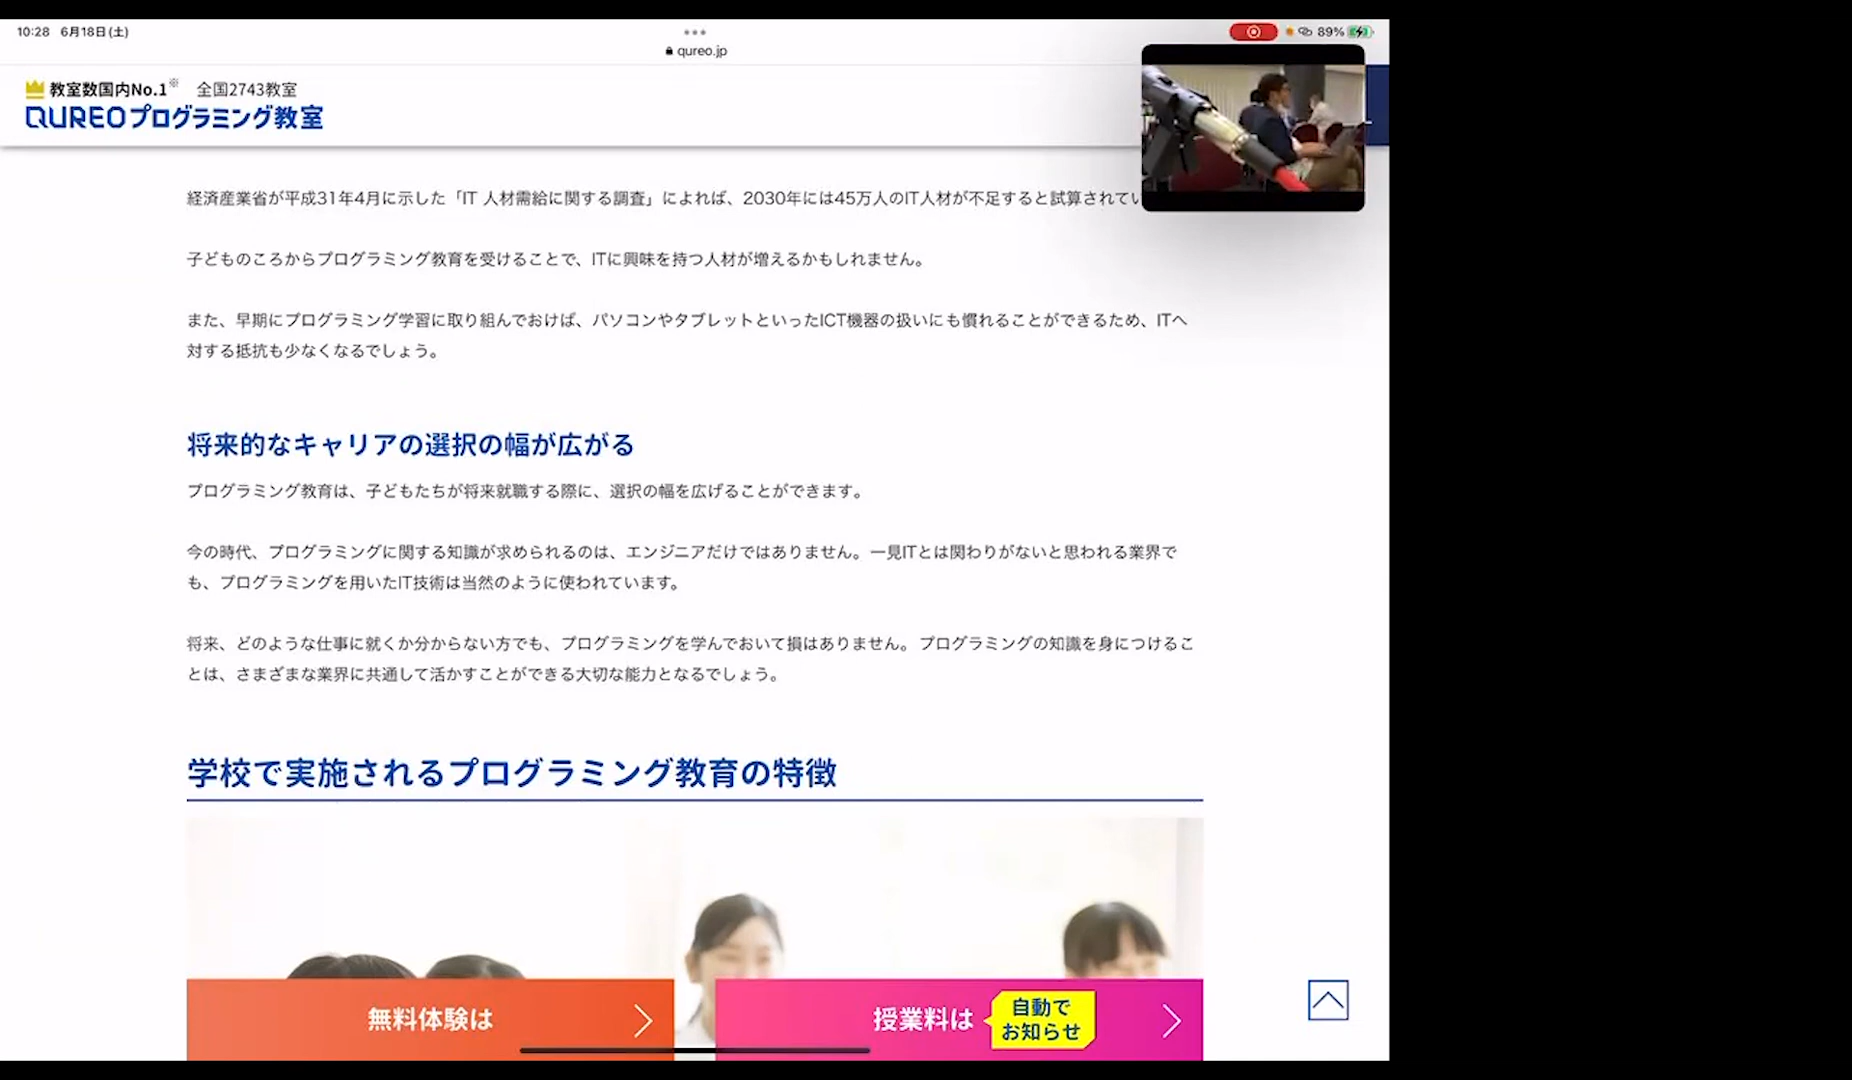 10:28 6月18日(土)
qureo.jp
89%
教室数国内No.1※ 全国2743教室
QUREOプログラミング教室
経済産業省が平成31年4月に示した「IT 人材需給に関する調査」によれば、2030年には45万人のIT人材が不足すると試算されてい
子どものころからプログラミング教育を受けることで、ITに興味を持つ人材が増えるかもしれません。
また、早期にプログラミング学習に取り組んでおけば、パソコンやタブレットといったICT機器の扱いにも慣れることができるため、ITへ
対する抵抗も少なくなるでしょう。
将来的なキャリアの選択の幅が広がる
プログラミング教育は、子どもたちが将来就職する際に、選択の幅を広げることができます。
今の時代、プログラミングに関する知識が求められるのは、エンジニアだけではありません。一見ITとは関わりがないと思われる業界で
も、プログラミングを用いたIT技術は当然のように使われています。
将来、どのような仕事に就くか分からない方でも、プログラミングを学んでおいて損はありません。 プログラミングの知識を身につけるこ
とは、さまざまな業界に共通して活かすことができる大切な能力となるでしょう。
学校で実施されるプログラミング教育の特徴
無料体験は
授業料は
自動で
お知らせ